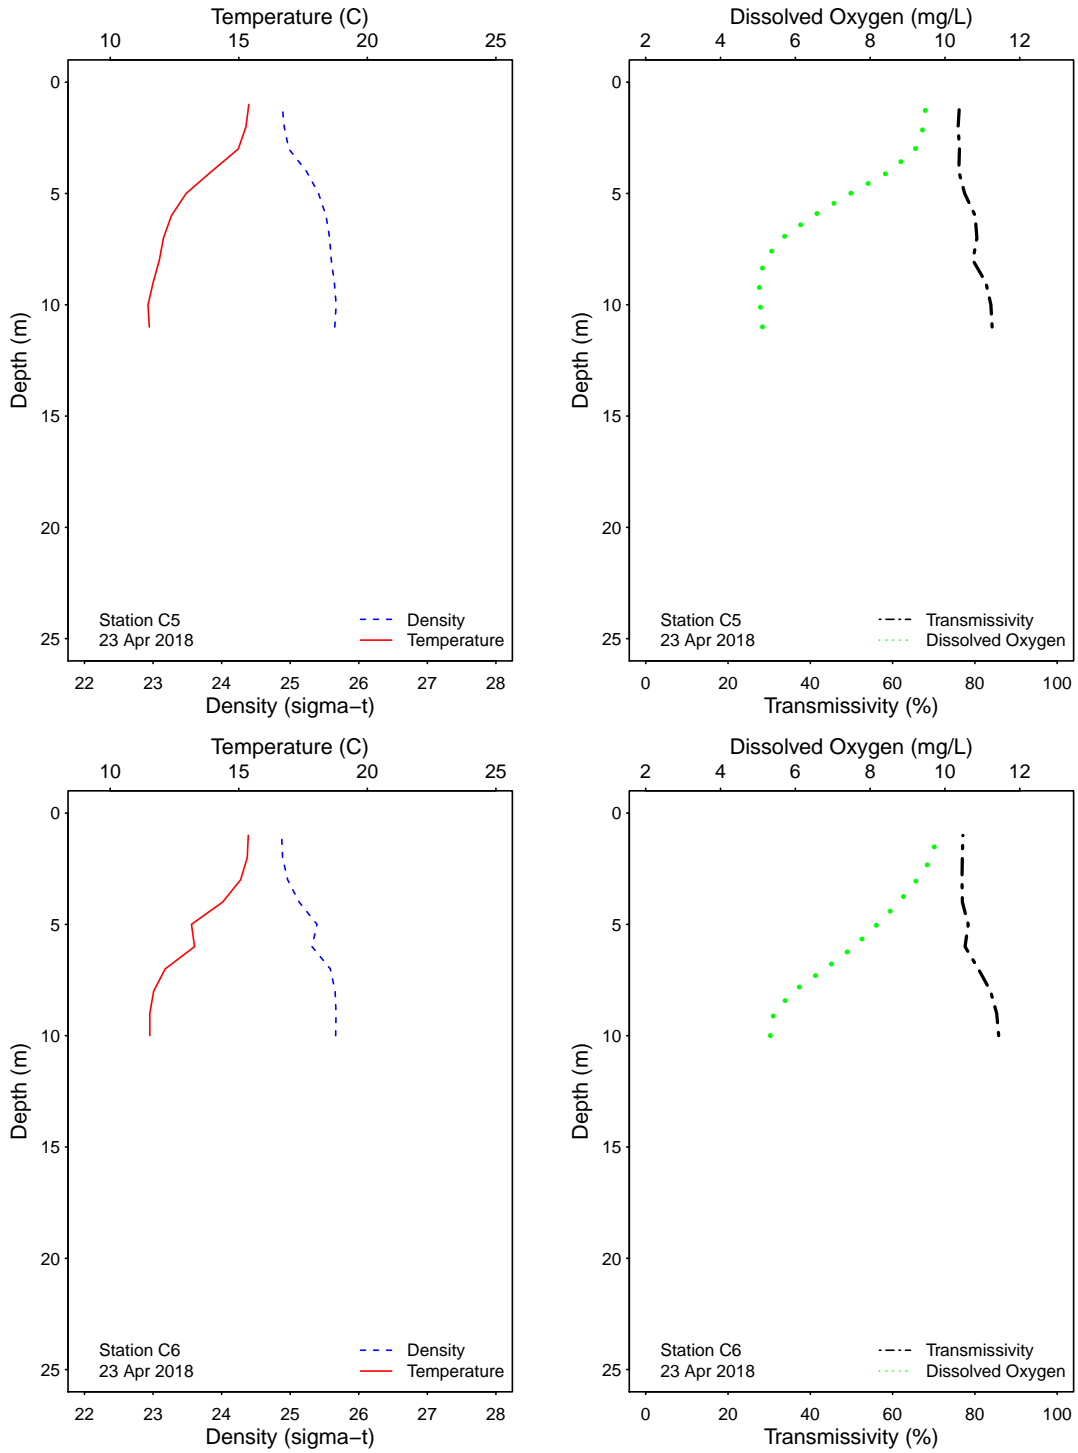 Temperature (C)
10 15 20 25
0
5
10
15
20
25
Depth (m)
Station C5
23 Apr 2018
Density
Temperature
22 23 24 25 26 27 28
Density (sigma−t)
Dissolved Oxygen (mg/L)
2 4 6 8 10 12
0
5
10
15
20
25
Depth (m)
Station C5
23 Apr 2018
Transmissivity
Dissolved Oxygen
0 20 40 60 80 100
Transmissivity (%)
Temperature (C)
10 15 20 25
0
5
10
15
20
25
Depth (m)
Station C6
23 Apr 2018
Density
Temperature
22 23 24 25 26 27 28
Density (sigma−t)
Dissolved Oxygen (mg/L)
2 4 6 8 10 12
0
5
10
15
20
25
Depth (m)
Station C6
23 Apr 2018
Transmissivity
Dissolved Oxygen
0 20 40 60 80 100
Transmissivity (%)